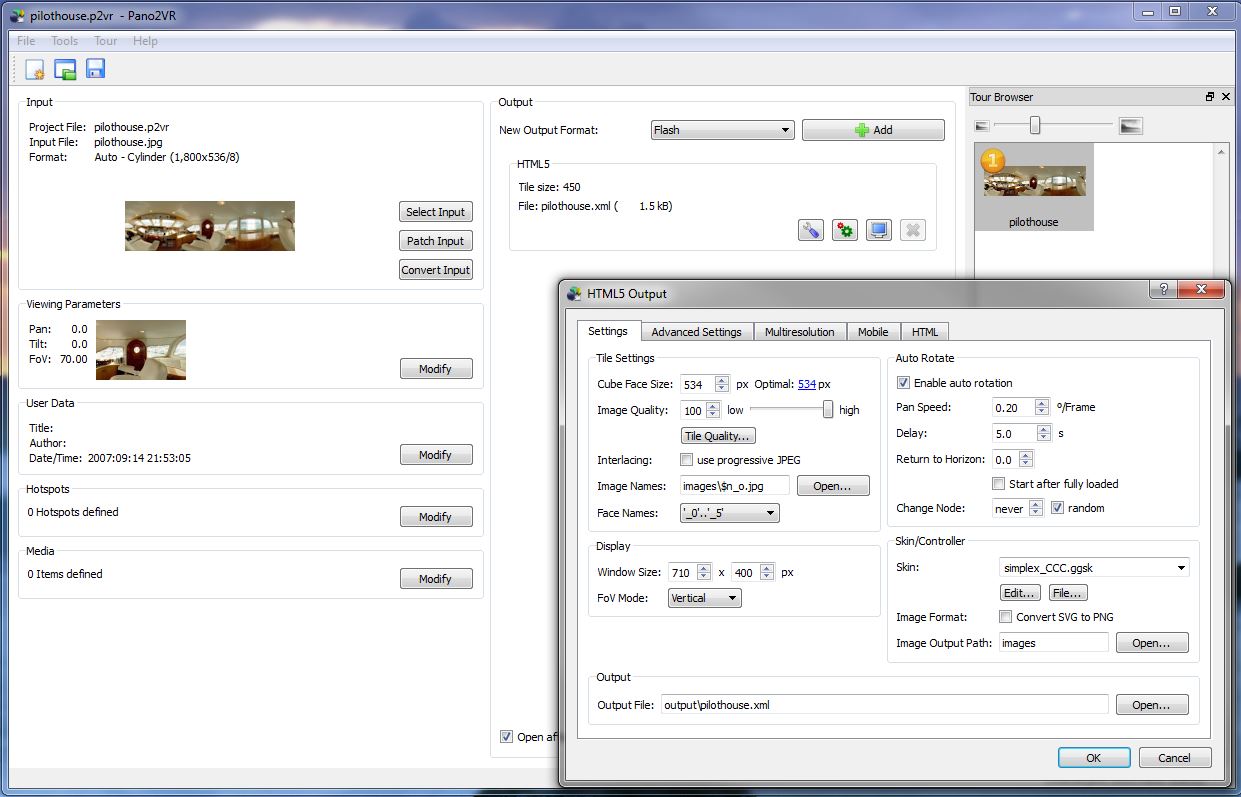 pilothouse.p2vr - Pano2VR
File Tools Tour Help
Input
Project File: pilothouse.p2vr
Input File: pilothouse.jpg
Format: Auto - Cylinder (1,800x536/8)
Select Input
Patch Input
Convert Input
Viewing Parameters
Pan: 0.0
Tilt: 0.0
FoV: 70.00
Modify
User Data
Title:
Author:
Date/Time: 2007:09:14 21:53:05
Modify
Hotspots
0 Hotspots defined
Modify
Media
0 Items defined
Modify
Output
New Output Format: Flash Add
HTML5
Tile size: 450
File: pilothouse.xml ( 1.5 kB)
Open af
Tour Browser
1
pilothouse
HTML5 Output
Settings Advanced Settings Multiresolution Mobile HTML
Tile Settings
Cube Face Size: 534 px Optimal: 534 px
Image Quality: 100 low high
Tile Quality...
Interlacing: use progressive JPEG
Image Names: images\$n_o.jpg Open...
Face Names: '_0'..'_5'
Display
Window Size: 710 x 400 px
FoV Mode: Vertical
Auto Rotate
Enable auto rotation
Pan Speed: 0.20 º/Frame
Delay: 5.0 s
Return to Horizon: 0.0
Start after fully loaded
Change Node: never random
Skin/Controller
Skin: simplex_CCC.ggsk
Edit... File...
Image Format: Convert SVG to PNG
Image Output Path: images Open...
Output
Output File: output\pilothouse.xml Open...
OK Cancel